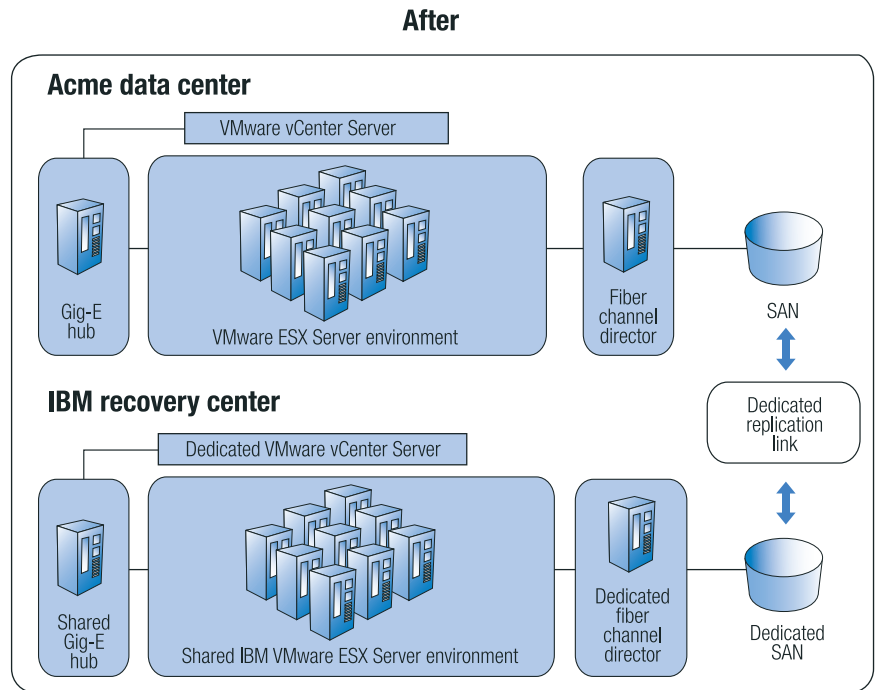 After
Acme data center
VMware vCenter Server
Gig-E
hub
VMware ESX Server environment
Fiber
channel
director
SAN
IBM recovery center
Dedicated
replication
link
Dedicated VMware vCenter Server
Shared
Gig-E
hub
Shared IBM VMware ESX Server environment
Dedicated
fiber
channel
director
Dedicated
SAN